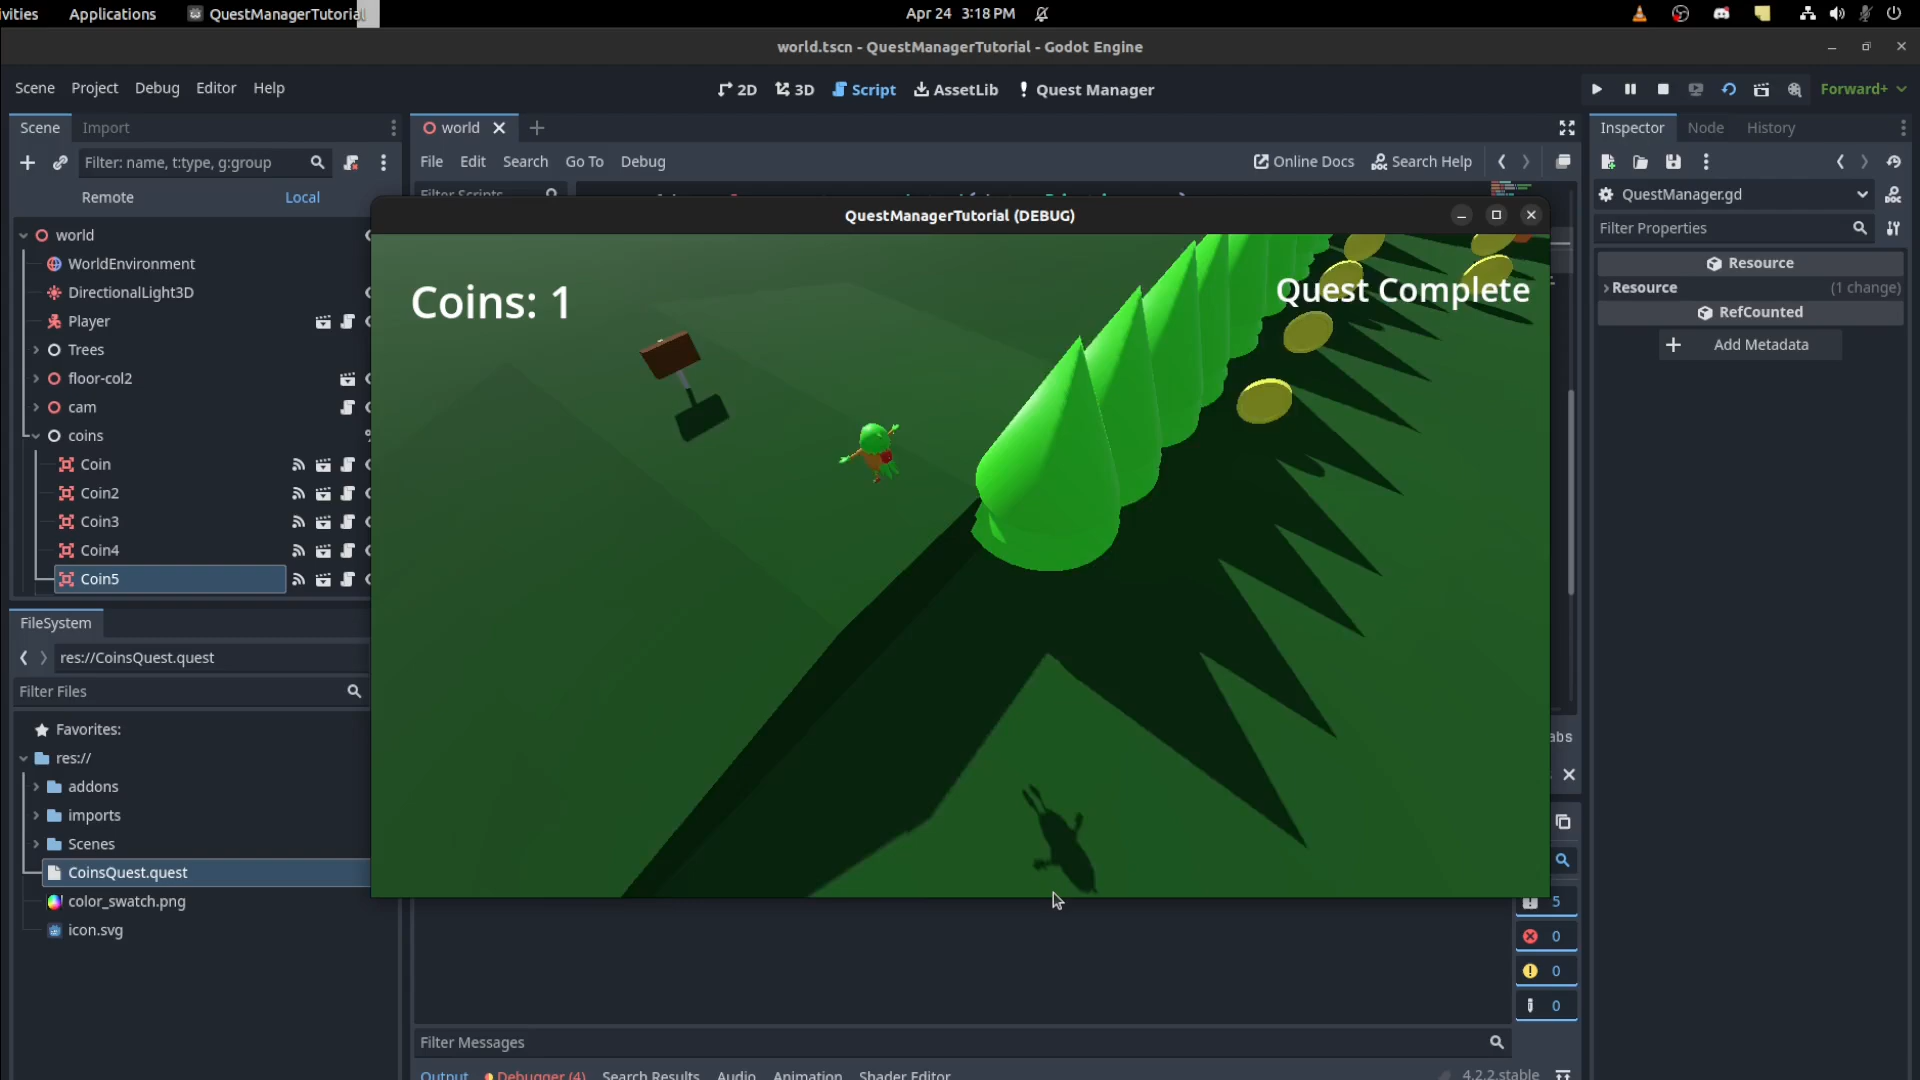 vities
Applications
QuestManagerTutorial
Apr 24 3:18 PM
world.tscn - QuestManagerTutorial - Godot Engine
Scene Project Debug Editor Help
2D 3D Script AssetLib Quest Manager
Forward+
Scene Import
world
Inspector Node History
Filter: name, t:type, g:group
File Edit Search Go To Debug
Online Docs Search Help
Remote Local
Filter Scripts
QuestManager.gd
Filter Properties
QuestManagerTutorial (DEBUG)
world
WorldEnvironment
DirectionalLight3D
Player
Trees
floor-col2
cam
coins
Coin
Coin2
Coin3
Coin4
Coin5
Coins: 1
Quest Complete
Resource
Resource (1 change)
RefCounted
Add Metadata
FileSystem
res://CoinsQuest.quest
Filter Files
Favorites:
res://
addons
imports
Scenes
CoinsQuest.quest
color_swatch.png
icon.svg
abs
5
0
0
0
Filter Messages
Output Debugger (4) Search Results Audio Animation Shader Editor
4.2.2.stable